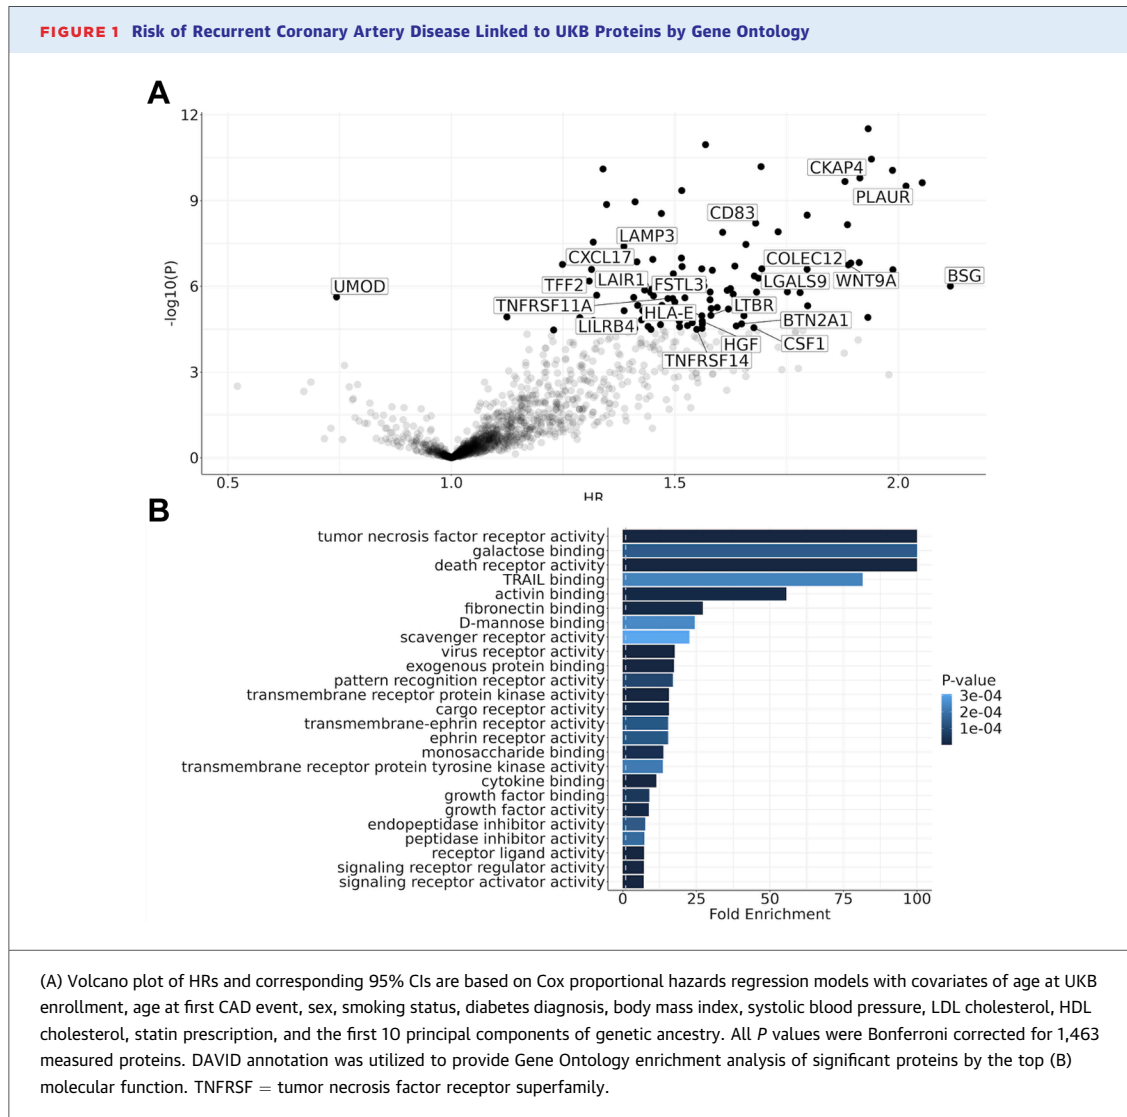 FIGURE 1 Risk of Recurrent Coronary Artery Disease Linked to UKB Proteins by Gene Ontology
A
12
9
6
3
0
-log10(P)
CKAP4
PLAUR
CD83
LAMP3
CXCL17
COLEC12
WNT9A
BSG
UMOD
TFF2
LAIR1
FSTL3
LGALS9
TNFRSF11A
HLA-E
LTBR
LILRB4
BTN2A1
HGF
CSF1
TNFRSF14
0.5
1.0
1.5
2.0
HR
B
tumor necrosis factor receptor activity
galactose binding
death receptor activity
TRAIL binding
activin binding
fibronectin binding
D-mannose binding
scavenger receptor activity
virus receptor activity
exogenous protein binding
pattern recognition receptor activity
transmembrane receptor protein kinase activity
cargo receptor activity
transmembrane-ephrin receptor activity
ephrin receptor activity
monosaccharide binding
transmembrane receptor protein tyrosine kinase activity
cytokine binding
growth factor binding
growth factor activity
endopeptidase inhibitor activity
peptidase inhibitor activity
receptor ligand activity
signaling receptor regulator activity
signaling receptor activator activity
0
25
50
75
100
Fold Enrichment
P-value
3e-04
2e-04
1e-04
(A) Volcano plot of HRs and corresponding 95% CIs are based on Cox proportional hazards regression models with covariates of age at UKB
enrollment, age at first CAD event, sex, smoking status, diabetes diagnosis, body mass index, systolic blood pressure, LDL cholesterol, HDL
cholesterol, statin prescription, and the first 10 principal components of genetic ancestry. All P values were Bonferroni corrected for 1,463
measured proteins. DAVID annotation was utilized to provide Gene Ontology enrichment analysis of significant proteins by the top (B)
molecular function. TNFRSF = tumor necrosis factor receptor superfamily.